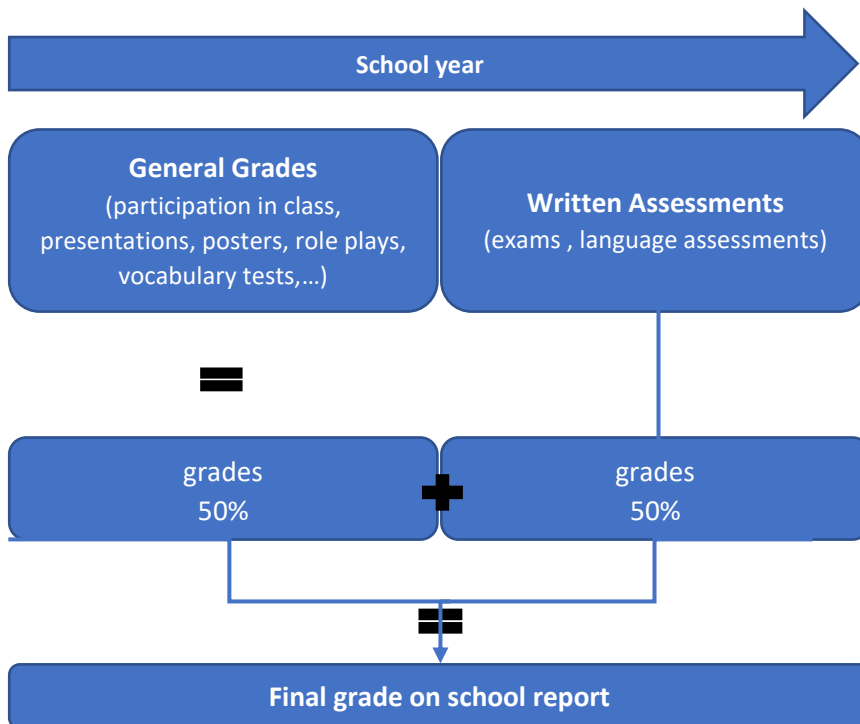 School year
General Grades
(participation in class,
presentations, posters, role plays,
vocabulary tests,...)
Written Assessments
(exams , language assessments)
grades
50%
grades
50%
Final grade on school report